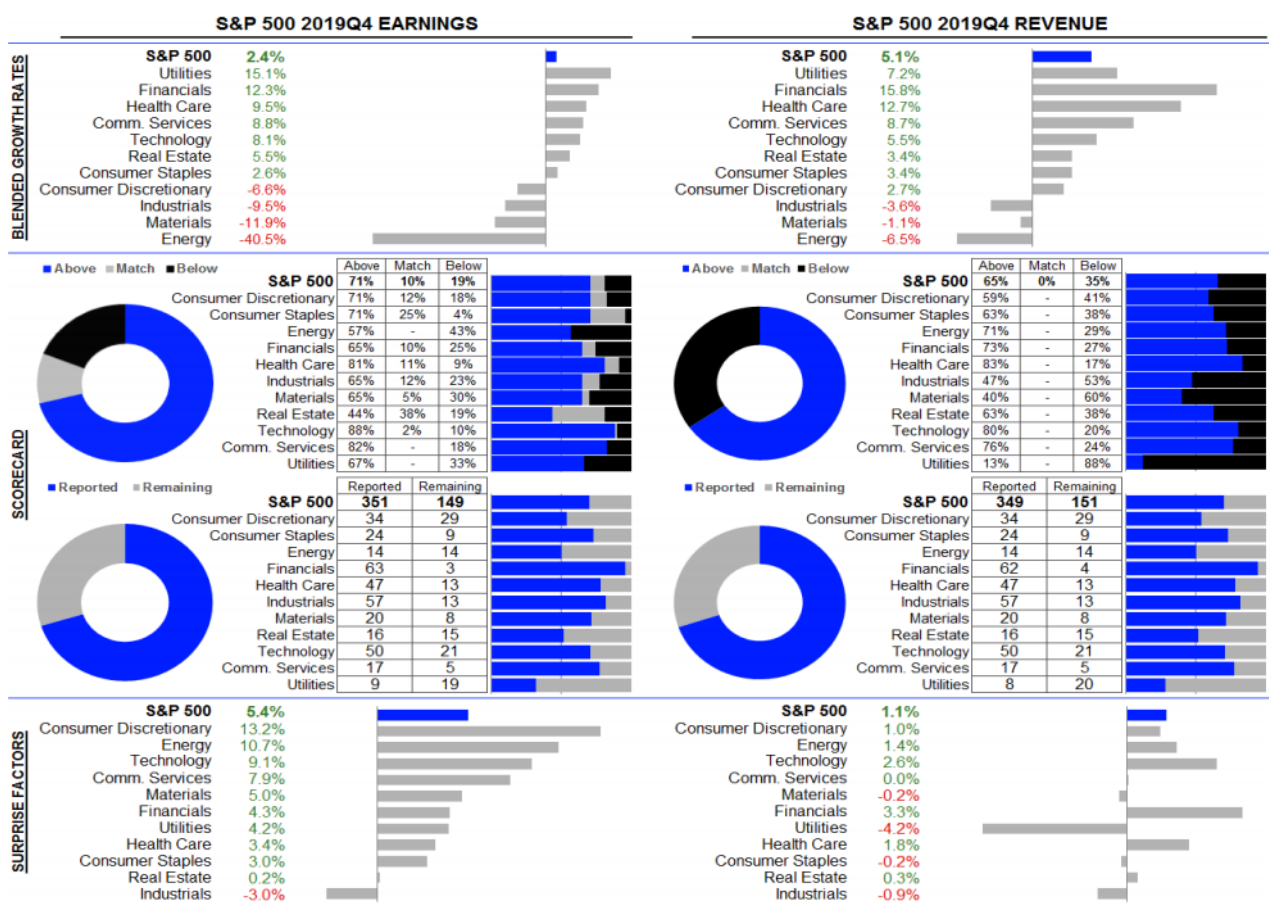 S&P 500 2019Q4 EARNINGS
BLENDED GROWTH RATES
S&P 500 2.4%
Utilities 15.1%
Financials 12.3%
Health Care 9.5%
Comm. Services 8.8%
Technology 8.1%
Real Estate 5.5%
Consumer Staples 2.6%
Consumer Discretionary -6.6%
Industrials -9.5%
Materials -11.9%
Energy -40.5%
S&P 500 2019Q4 REVENUE
S&P 500 5.1%
Utilities 7.2%
Financials 15.8%
Health Care 12.7%
Comm. Services 8.7%
Technology 5.5%
Real Estate 3.4%
Consumer Staples 3.4%
Consumer Discretionary 2.7%
Industrials -3.6%
Materials -1.1%
Energy -6.5%
SCORECARD
Above Match Below
Above Match Below
S&P 500 71% 10% 19%
Consumer Discretionary 71% 12% 18%
Consumer Staples 71% 25% 4%
Energy 57% - 43%
Financials 65% 10% 25%
Health Care 81% 11% 9%
Industrials 65% 12% 23%
Materials 65% 5% 30%
Real Estate 44% 38% 19%
Technology 88% 2% 10%
Comm. Services 82% - 18%
Utilities 67% - 33%
Above Match Below
Above Match Below
S&P 500 65% 0% 35%
Consumer Discretionary 59% - 41%
Consumer Staples 63% - 38%
Energy 71% - 29%
Financials 73% - 27%
Health Care 83% - 17%
Industrials 47% - 53%
Materials 40% - 60%
Real Estate 63% - 38%
Technology 80% - 20%
Comm. Services 76% - 24%
Utilities 13% - 88%
Reported Remaining
Reported Remaining
S&P 500 351 149
Consumer Discretionary 34 29
Consumer Staples 24 9
Energy 14 14
Financials 63 3
Health Care 47 13
Industrials 57 13
Materials 20 8
Real Estate 16 15
Technology 50 21
Comm. Services 17 5
Utilities 9 19
Reported Remaining
Reported Remaining
S&P 500 349 151
Consumer Discretionary 34 29
Consumer Staples 24 9
Energy 14 14
Financials 62 4
Health Care 47 13
Industrials 57 13
Materials 20 8
Real Estate 16 15
Technology 50 21
Comm. Services 17 5
Utilities 8 20
SURPRISE FACTORS
S&P 500 5.4%
Consumer Discretionary 13.2%
Energy 10.7%
Technology 9.1%
Comm. Services 7.9%
Materials 5.0%
Financials 4.3%
Utilities 4.2%
Health Care 3.4%
Consumer Staples 3.0%
Real Estate 0.2%
Industrials -3.0%
S&P 500 1.1%
Consumer Discretionary 1.0%
Energy 1.4%
Technology 2.6%
Comm. Services 0.0%
Materials -0.2%
Financials 3.3%
Utilities -4.2%
Health Care 1.8%
Consumer Staples -0.2%
Real Estate 0.3%
Industrials -0.9%